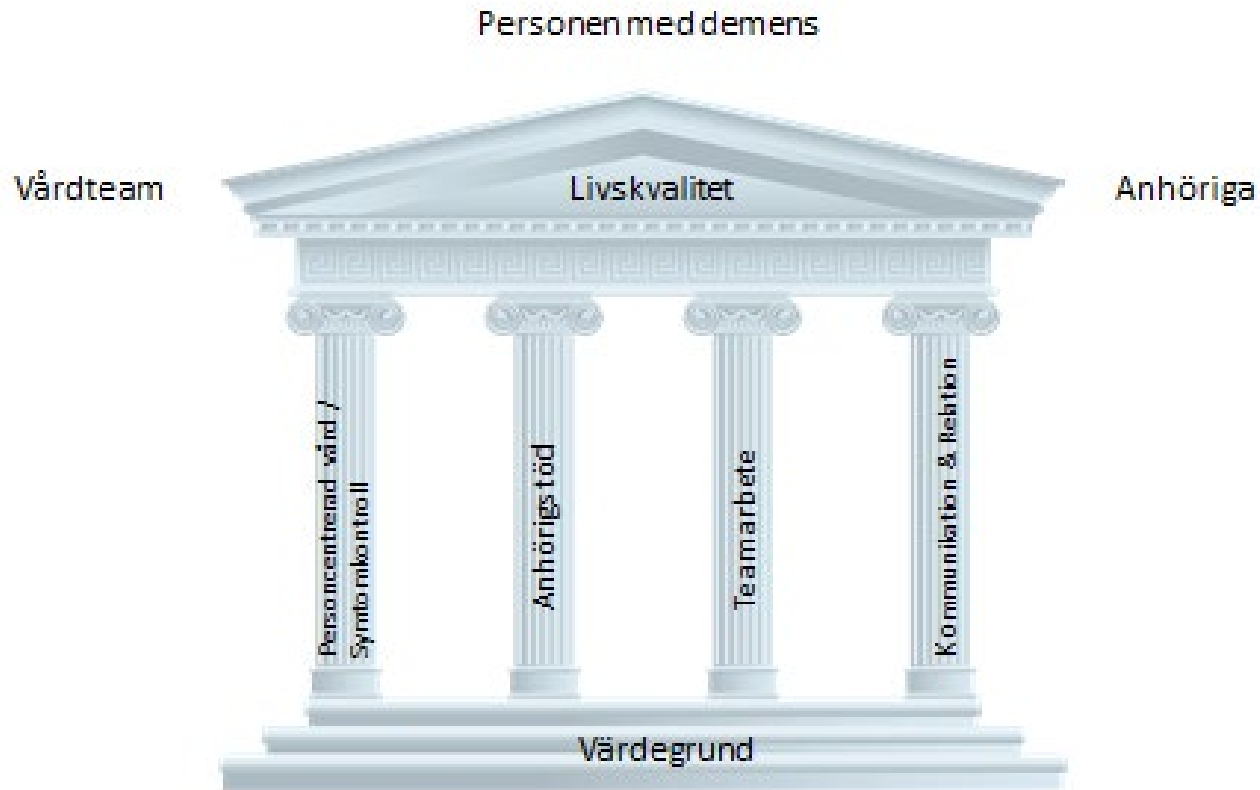 Personen med demens
Vårdteam
Livskvalitet
Anhöriga
Personcentrerad vård /
Symtomkontroll
Anhörigstöd
Teamarbete
Kommunikation & Relation
Värdegrund